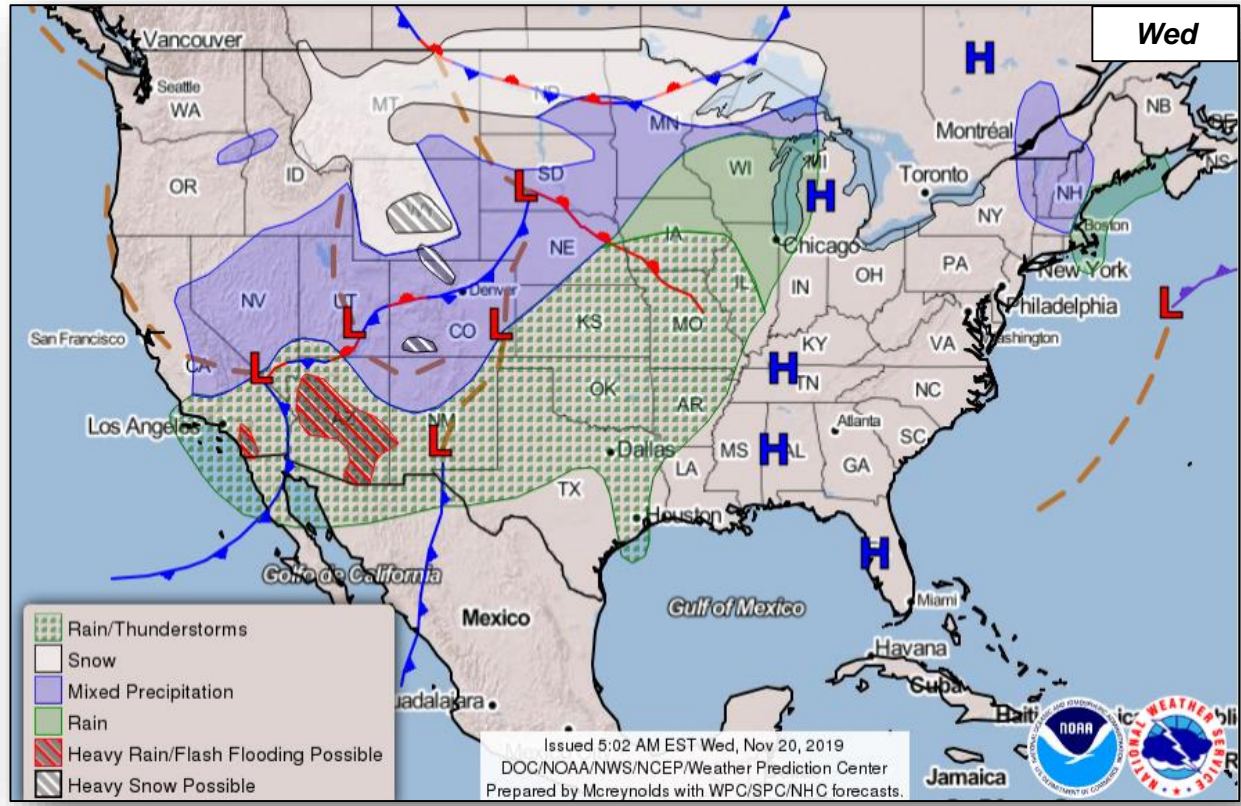 Wed
Vancouver
Seattle
WA
MT
ND
MN
Montréal
NB
NS
OR
ID
WY
SD
WI
MI
Toronto
NH
NY
Boston
NV
UT
Denver
NE
IA
Chicago
IL
IN
OH
PA
New York
Philadelphia
San Francisco
CA
CO
KS
MO
KY
VA
Washington
Los Angeles
AZ
NM
OK
AR
TN
NC
Atlanta
SC
Dallas
TX
LA
MS
AL
GA
Houston
H
H
H
H
H
L
L
L
L
L
L
Golfo de California
Mexico
Gulf of Mexico
Miami
Havana
Cuba
Jamaica
Rain/Thunderstorms
Snow
Mixed Precipitation
Rain
Heavy Rain/Flash Flooding Possible
Heavy Snow Possible
Issued 5:02 AM EST Wed, Nov 20, 2019
DOC/NOAA/NWS/NCEP/Weather Prediction Center
Prepared by Mcreynolds with WPC/SPC/NHC forecasts.
NOAA
NATIONAL WEATHER SERVICE